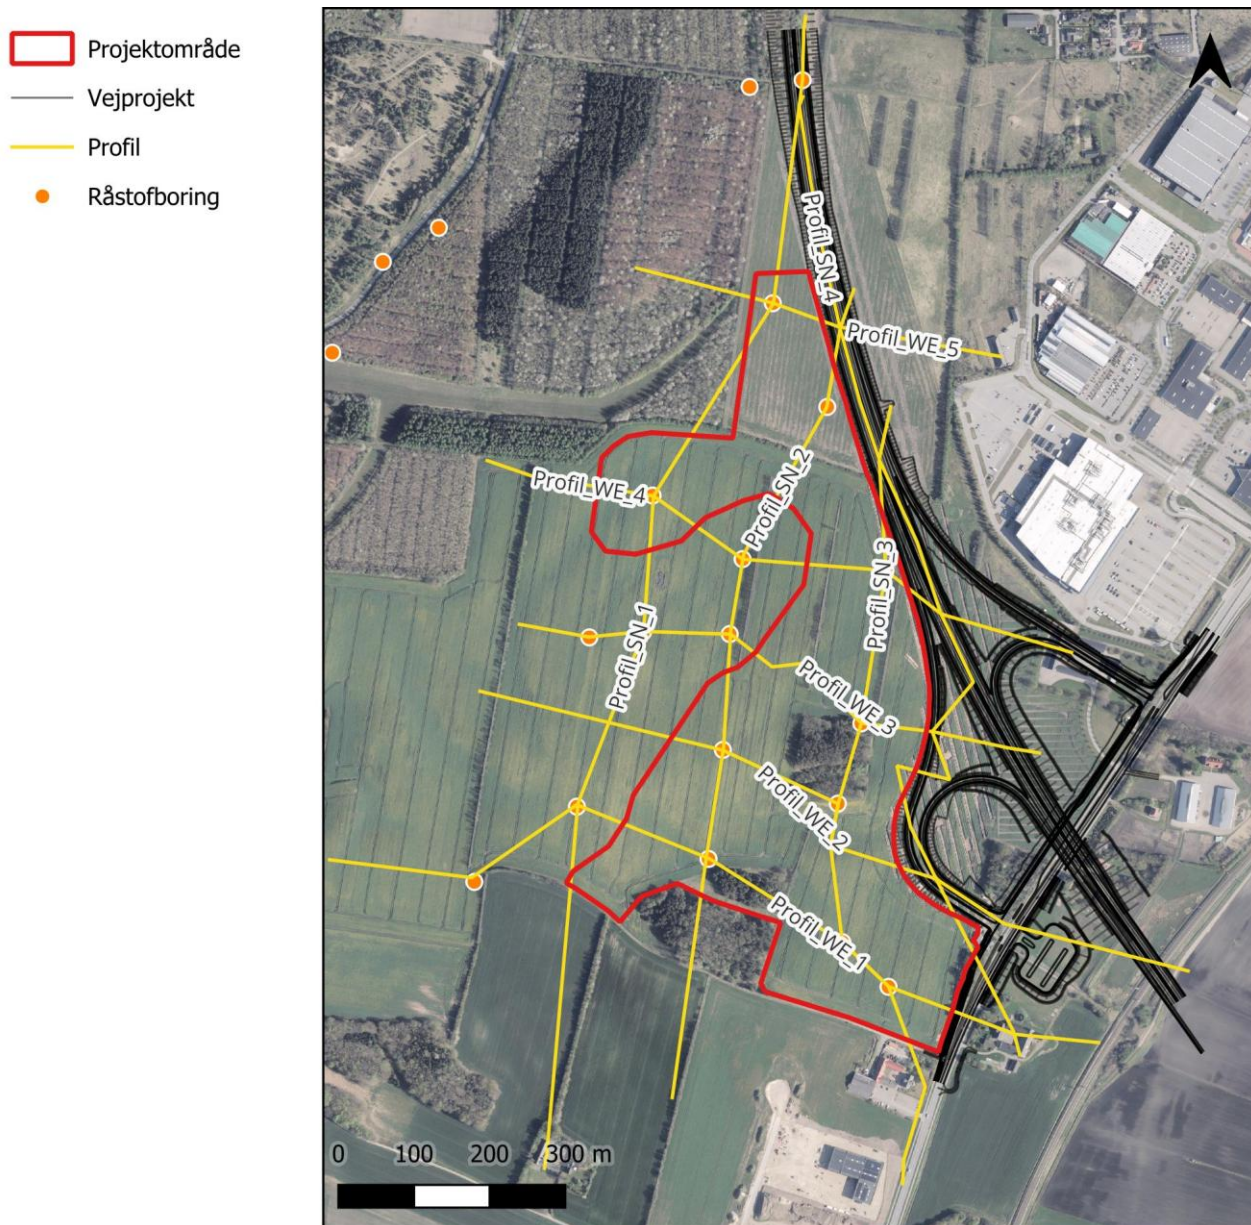 Projektområde
Vejprojekt
Profil
Råstofboring
Profil_SN_4
Profil_WE_5
Profil_SN_2
Profil_WE_4
Profil_SN_3
Profil_SN_1
Profil_WE_3
Profil_WE_2
Profil_WE_1
0 100 200 300 m